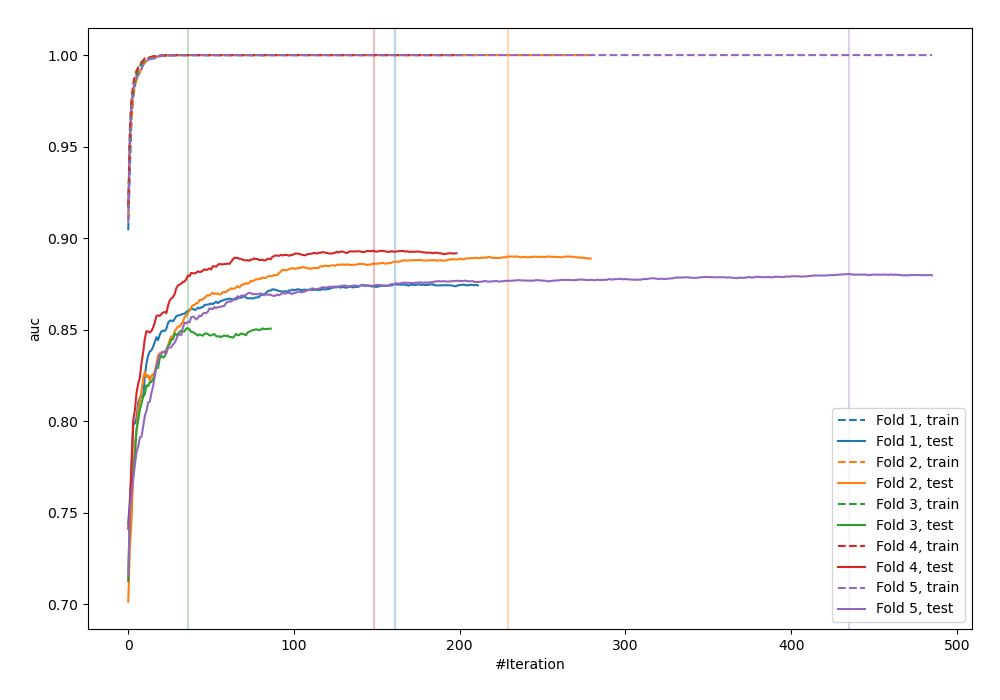 1.00
0.95
0.90
0.85
0.80
0.75
0.70
auc
0
100
200
300
400
500
#Iteration
Fold 1, train
Fold 1, test
Fold 2, train
Fold 2, test
Fold 3, train
Fold 3, test
Fold 4, train
Fold 4, test
Fold 5, train
Fold 5, test